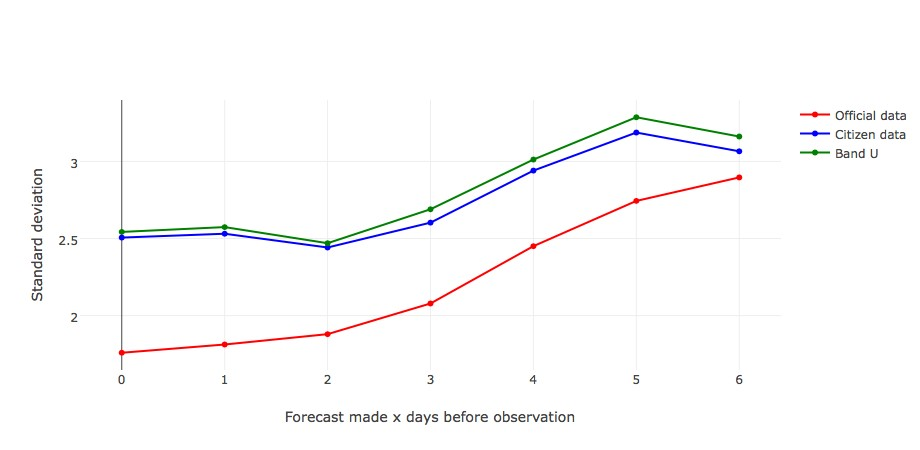 Official data
Citizen data
Band U
3
2.5
2
Standard deviation
0 1 2 3 4 5 6
Forecast made x days before observation